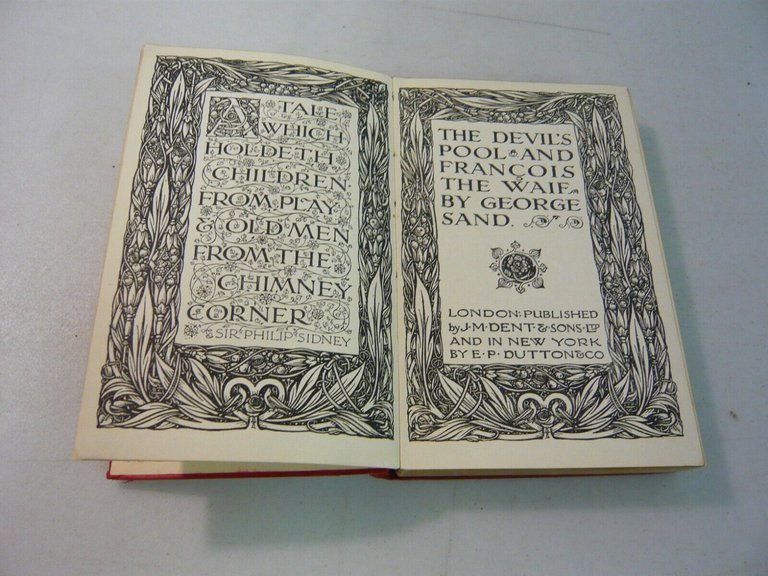 A TALE
WHICH
HOLDETH
CHILDREN
FROM PLAY
& OLD MEN
FROM THE
CHIMNEY
CORNER
SIR PHILIP SIDNEY
THE DEVIL'S
POOL AND
FRANÇOIS
THE WAIF
BY GEORGE
SAND.
LONDON: PUBLISHED
by J. M. DENT & SONS LTD
AND IN NEW YORK
BY E. P. DUTTON & CO